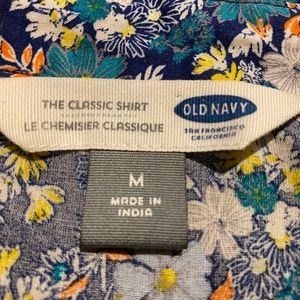 THE CLASSIC SHIRT
LE CHEMISIER CLASSIQUE
OLD NAVY
SAN FRANCISCO
CALIFORNIA
M
MADE IN
INDIA